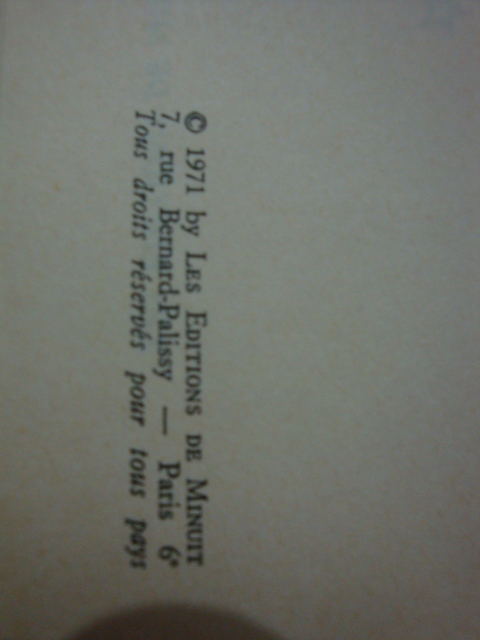 © 1971 by LES EDITIONS DE MINUIT
7, rue Bernard-Palissy — Paris 6e
Tous droits réservés pour tous pays